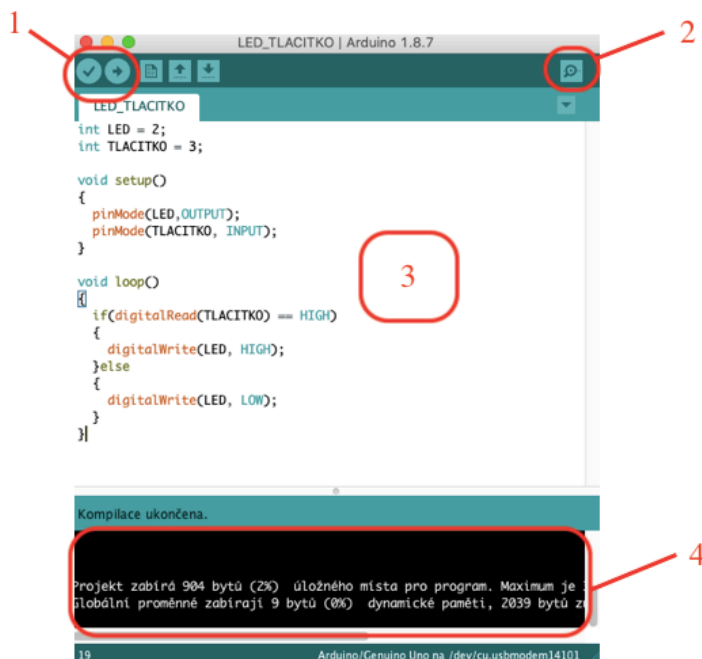 1
LED_TLACITKO | Arduino 1.8.7
2
LED_TLACITKO
int LED = 2;
int TLACITKO = 3;
void setup()
{
pinMode(LED,OUTPUT);
pinMode(TLACITKO, INPUT);
}
void loop()
{
if(digitalRead(TLACITKO) == HIGH)
{
digitalWrite(LED, HIGH);
}else
{
digitalWrite(LED, LOW);
}
}
3
Kompilace ukončena.
Projekt zabírá 904 bytů (2%) úložného místa pro program. Maximum je
Globální proměnné zabírají 9 bytů (0%) dynamické paměti, 2039 bytů
4
19 Arduino/Genuino Uno na /dev/cu.usbmodem14101